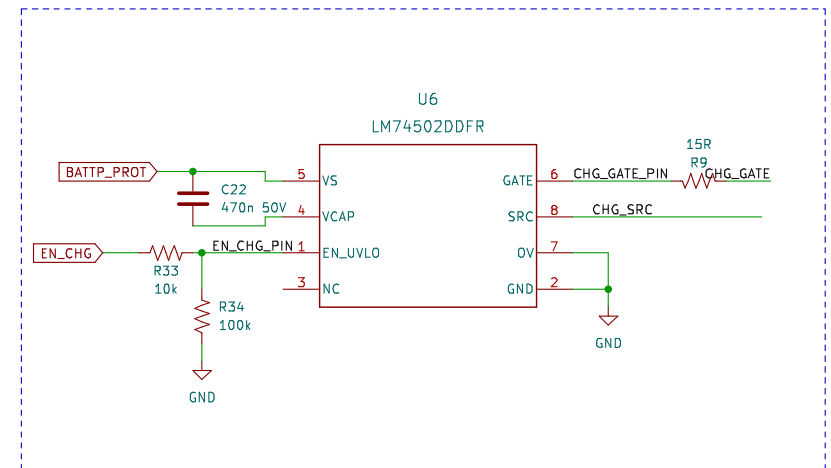 U6
LM74502DDFR
BATTP_PROT
C22
470n 50V
5
VS
4
VCAP
EN_CHG
R33
10k
EN_CHG_PIN
1
EN_UVLO
3
NC
R34
100k
GND
GATE
6
CHG_GATE_PIN
15R
R9
CHG_GATE
SRC
8
CHG_SRC
OV
7
GND
2
GND